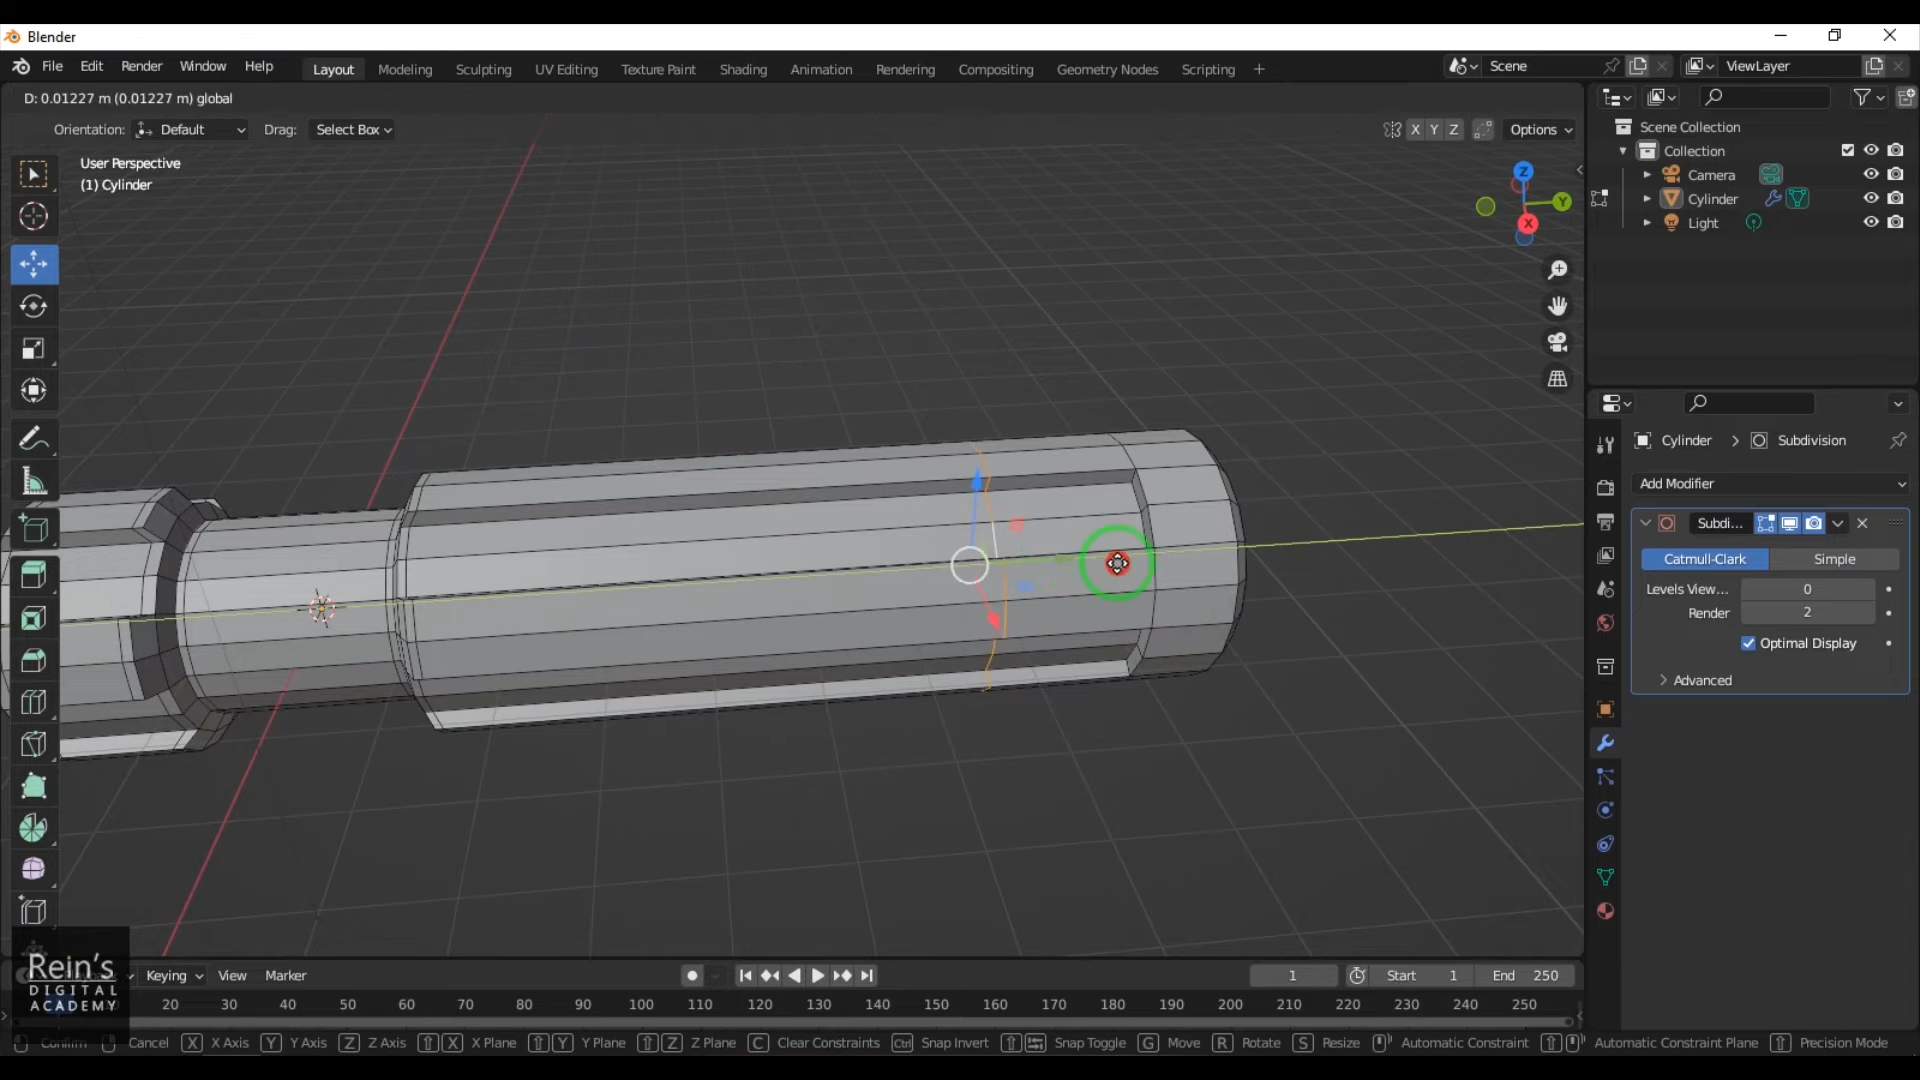 Blender
File Edit Render Window Help Layout Modeling Sculpting UV Editing Texture Paint Shading Animation Rendering Compositing Geometry Nodes Scripting + Scene ViewLayer
D: 0.01227 m (0.01227 m) global
Orientation: Default Drag: Select Box X Y Z Options
User Perspective
(1) Cylinder
Z
Y
X
Scene Collection
Collection
Camera
Cylinder
Light
Cylinder > Subdivision
Add Modifier
Subdi...
Catmull-Clark Simple
Levels View... 0
Render 2
Optimal Display
Advanced
Rein's
DIGITAL
ACADEMY
Keying View Marker 1 Start 1 End 250
20 30 40 50 60 70 80 90 100 110 120 130 140 150 160 170 180 190 200 210 220 230 240 250
Confirm Cancel X X Axis Y Y Axis Z Z Axis X X Plane Y Y Plane Z Z Plane C Clear Constraints Ctrl Snap Invert Snap Toggle G Move R Rotate S Resize Automatic Constraint Automatic Constraint Plane Precision Mode